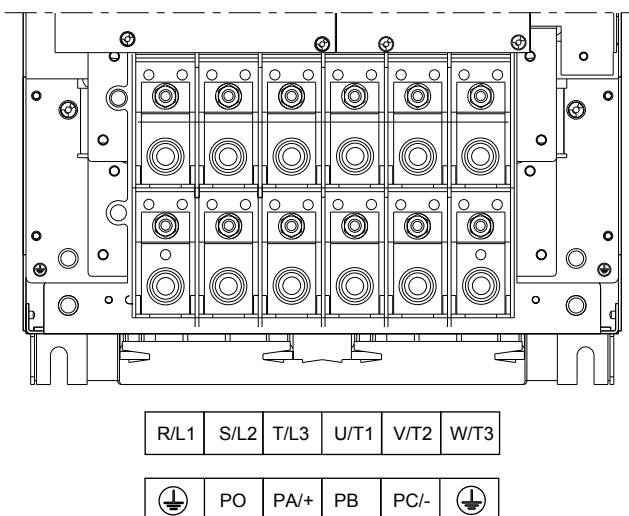 R/L1 S/L2 T/L3 U/T1 V/T2 W/T3
PO PA/+ PB PC/-